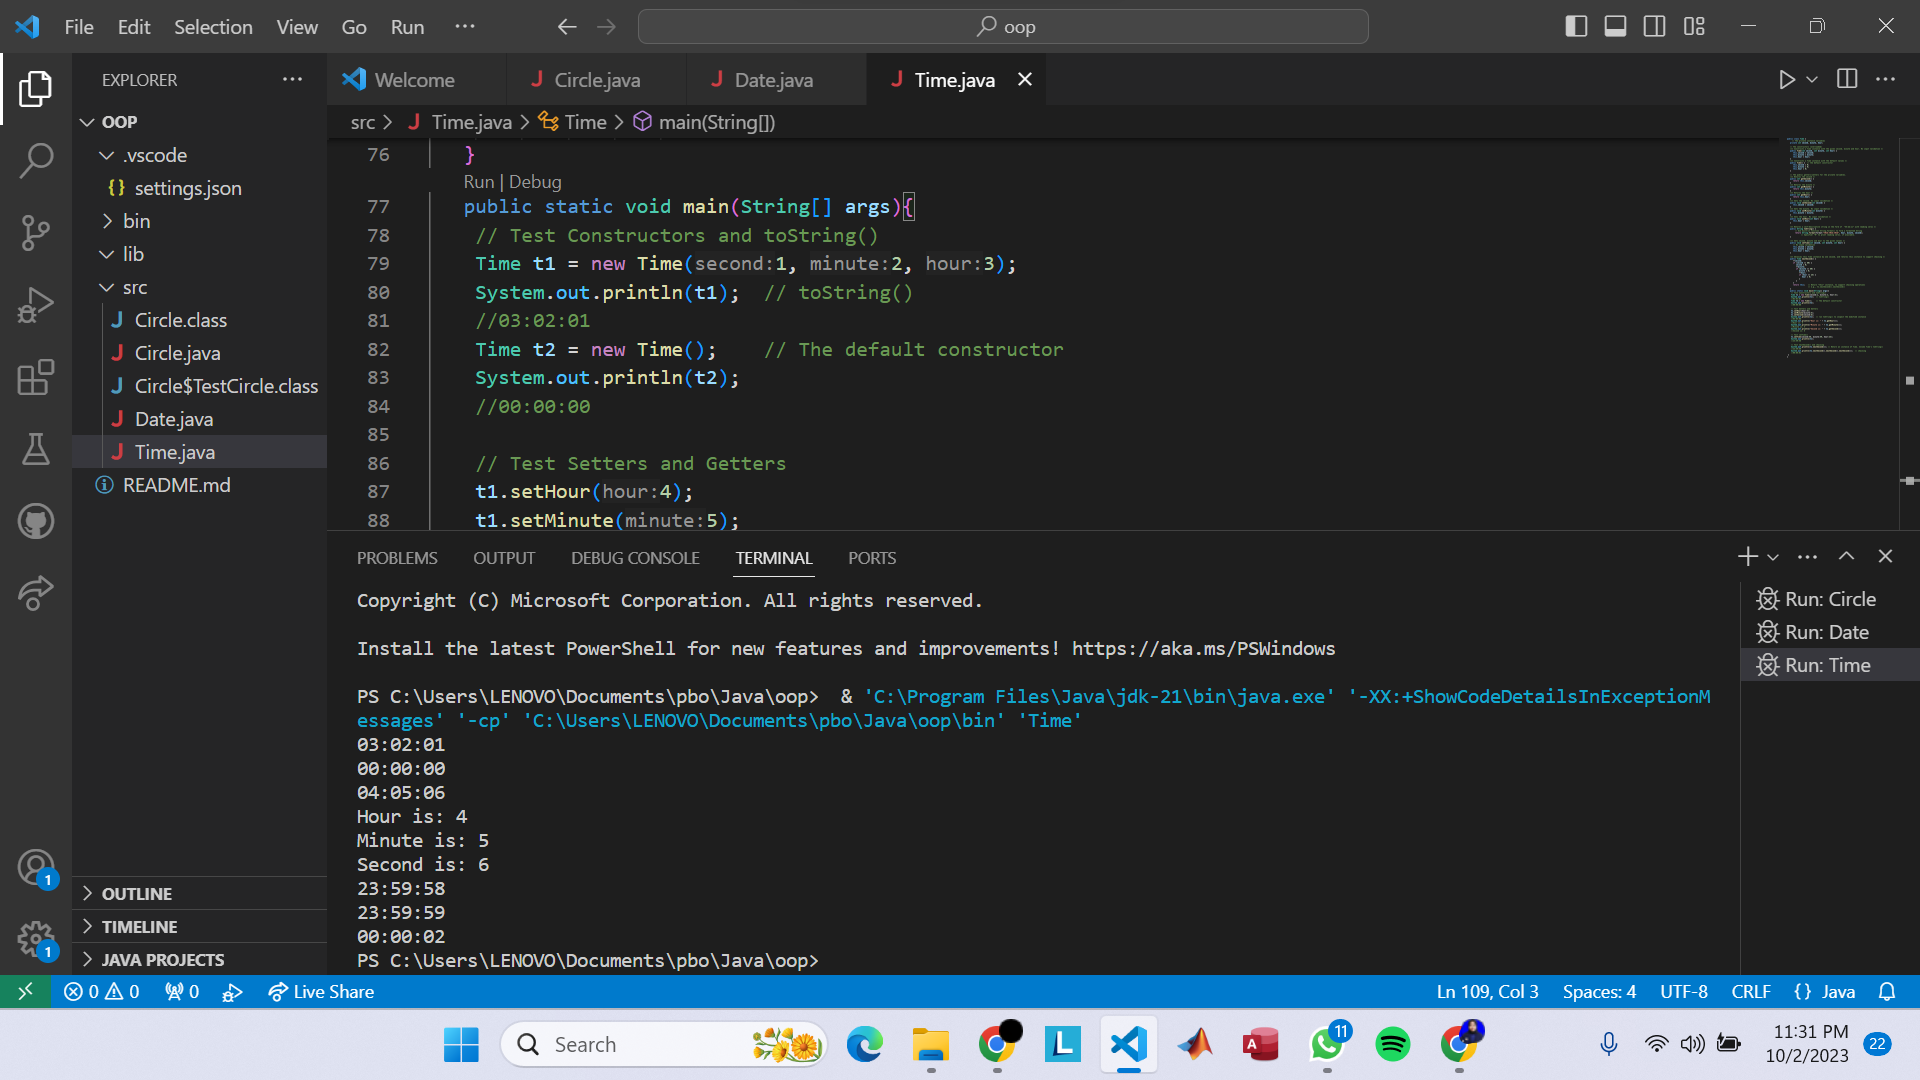 File Edit Selection View Go Run ··· oop
EXPLORER ···
Welcome Circle.java Date.java Time.java
OOP
.vscode
{} settings.json
bin
lib
src
Circle.class
Circle.java
Circle$TestCircle.class
Date.java
Time.java
README.md
OUTLINE
TIMELINE
JAVA PROJECTS
src > Time.java > Time > main(String[])
76 }
Run | Debug
77 public static void main(String[] args){
78 // Test Constructors and toString()
79 Time t1 = new Time(second:1, minute:2, hour:3);
80 System.out.println(t1); // toString()
81 //03:02:01
82 Time t2 = new Time(); // The default constructor
83 System.out.println(t2);
84 //00:00:00
85
86 // Test Setters and Getters
87 t1.setHour(hour:4);
88 t1.setMinute(minute:5);
PROBLEMS OUTPUT DEBUG CONSOLE TERMINAL PORTS
Copyright (C) Microsoft Corporation. All rights reserved.
Install the latest PowerShell for new features and improvements! https://aka.ms/PSWindows
PS C:\Users\LENOVO\Documents\pbo\Java\oop> & 'C:\Program Files\Java\jdk-21\bin\java.exe' '-XX:+ShowCodeDetailsInExceptionM
essages' '-cp' 'C:\Users\LENOVO\Documents\pbo\Java\oop\bin' 'Time'
03:02:01
00:00:00
04:05:06
Hour is: 4
Minute is: 5
Second is: 6
23:59:58
23:59:59
00:00:02
PS C:\Users\LENOVO\Documents\pbo\Java\oop>
Run: Circle
Run: Date
Run: Time
1
1
0 0 0 Live Share Ln 109, Col 3 Spaces: 4 UTF-8 CRLF {} Java
Search
L
A
11
11:31 PM
10/2/2023
22